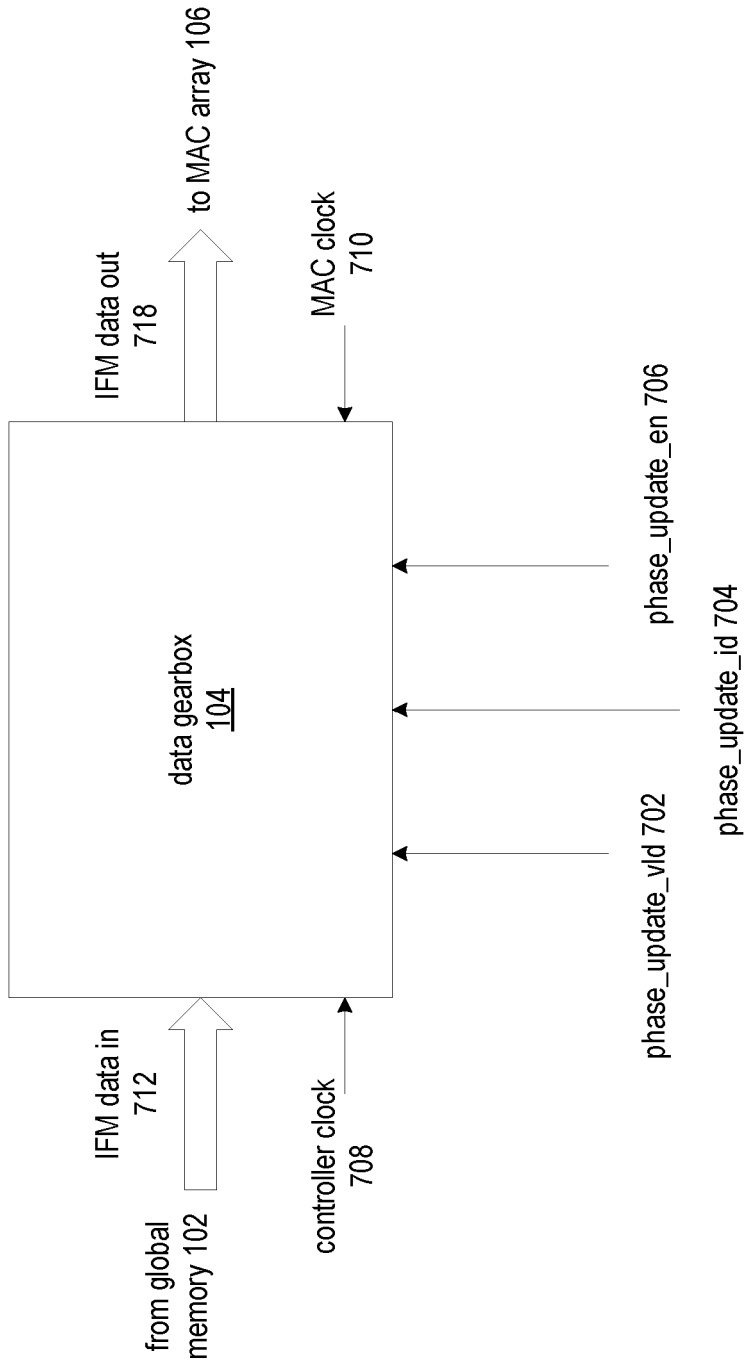 from global
memory 102
IFM data in
712
controller clock
708
data gearbox
104
phase_update_vld 702
phase_update_id 704
phase_update_en 706
IFM data out
718
to MAC array 106
MAC clock
710